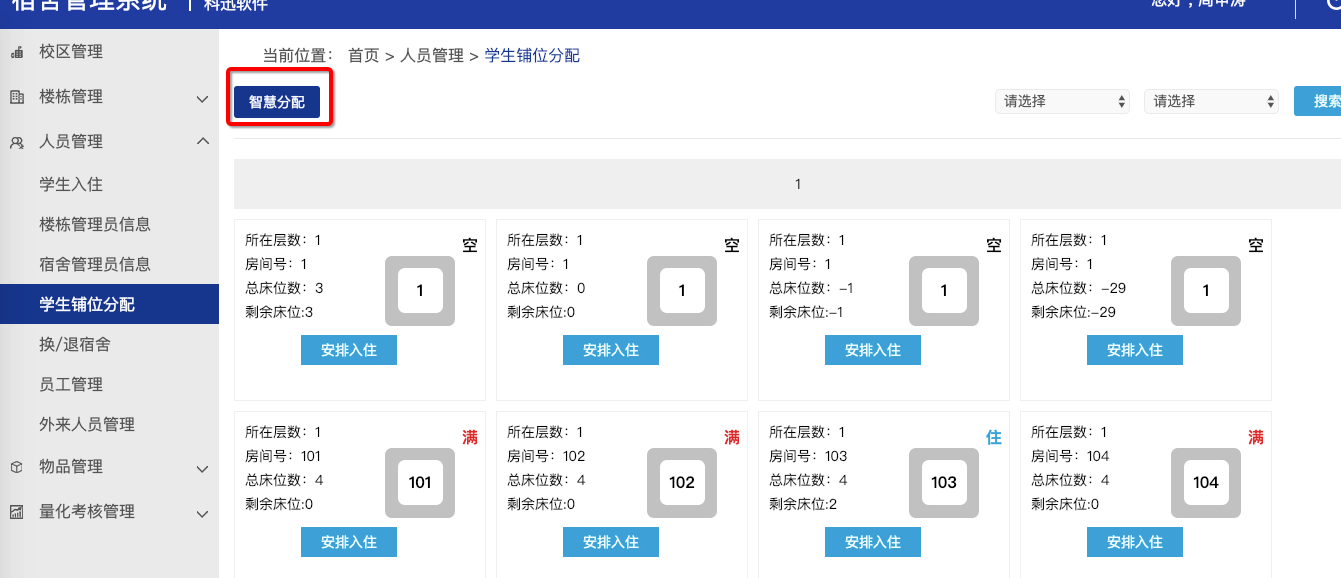 宿舍管理系统 | 科迅软件
校区管理
楼栋管理
人员管理
学生入住
楼栋管理员信息
宿舍管理员信息
学生铺位分配
换/退宿舍
员工管理
外来人员管理
物品管理
量化考核管理
当前位置： 首页 > 人员管理 > 学生铺位分配
智慧分配
请选择
请选择
搜索
1
所在层数：1
空
房间号：1
总床位数：3
剩余床位:3
1
安排入住
所在层数：1
空
房间号：1
总床位数：0
剩余床位:0
1
安排入住
所在层数：1
空
房间号：1
总床位数：-1
剩余床位:-1
1
安排入住
所在层数：1
空
房间号：1
总床位数：-29
剩余床位:-29
1
安排入住
所在层数：1
满
房间号：101
总床位数：4
剩余床位:0
101
安排入住
所在层数：1
满
房间号：102
总床位数：4
剩余床位:0
102
安排入住
所在层数：1
住
房间号：103
总床位数：4
剩余床位:2
103
安排入住
所在层数：1
满
房间号：104
总床位数：4
剩余床位:0
104
安排入住